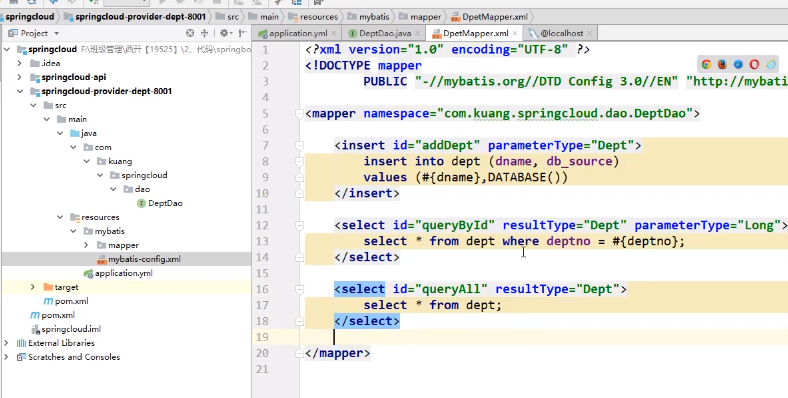 springcloud springcloud-provider-dept-8001 src main resources mybatis mapper DpetMapper.xml
Project application.yml DeptDao.java DpetMapper.xml @localhost
springcloud F:\班级管理\西开【19525】\2、代码\springbo
.idea
springcloud-api
springcloud-provider-dept-8001
src
main
java
com
kuang
springcloud
dao
DeptDao
resources
mybatis
mapper
mybatis-config.xml
application.yml
target
pom.xml
pom.xml
springcloud.iml
External Libraries
Scratches and Consoles
1 <?xml version="1.0" encoding="UTF-8" ?>
2 <!DOCTYPE mapper
3 PUBLIC "-//mybatis.org//DTD Config 3.0//EN" "http://mybati
4
5 <mapper namespace="com.kuang.springcloud.dao.DeptDao">
6
7 <insert id="addDept" parameterType="Dept">
8 insert into dept (dname, db_source)
9 values (#{dname},DATABASE())
10 </insert>
11
12 <select id="queryById" resultType="Dept" parameterType="Long">
13 select * from dept where deptno = #{deptno};
14 </select>
15
16 <select id="queryAll" resultType="Dept">
17 select * from dept;
18 </select>
19
20 </mapper>
21